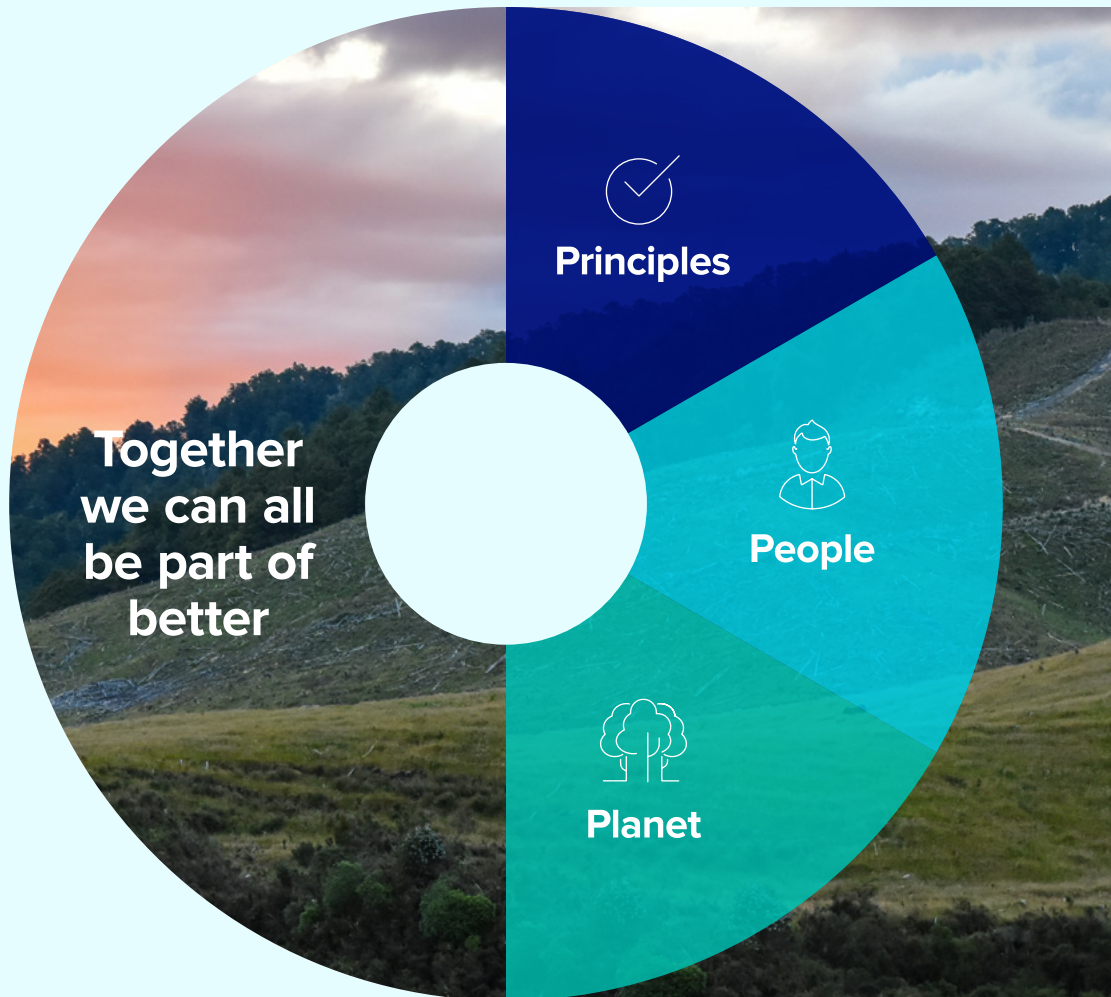 Together
we can all
be part of
better
Principles
People
Planet